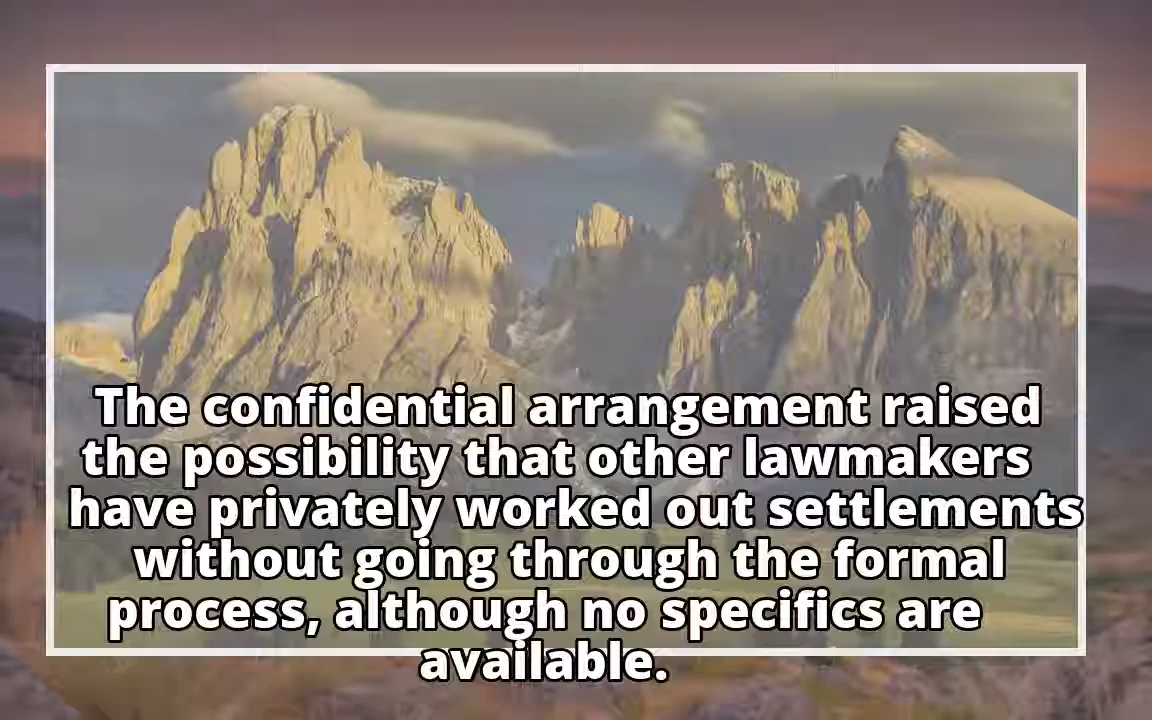 The confidential arrangement raised
the possibility that other lawmakers
have privately worked out settlements
without going through the formal
process, although no specifics are
available.